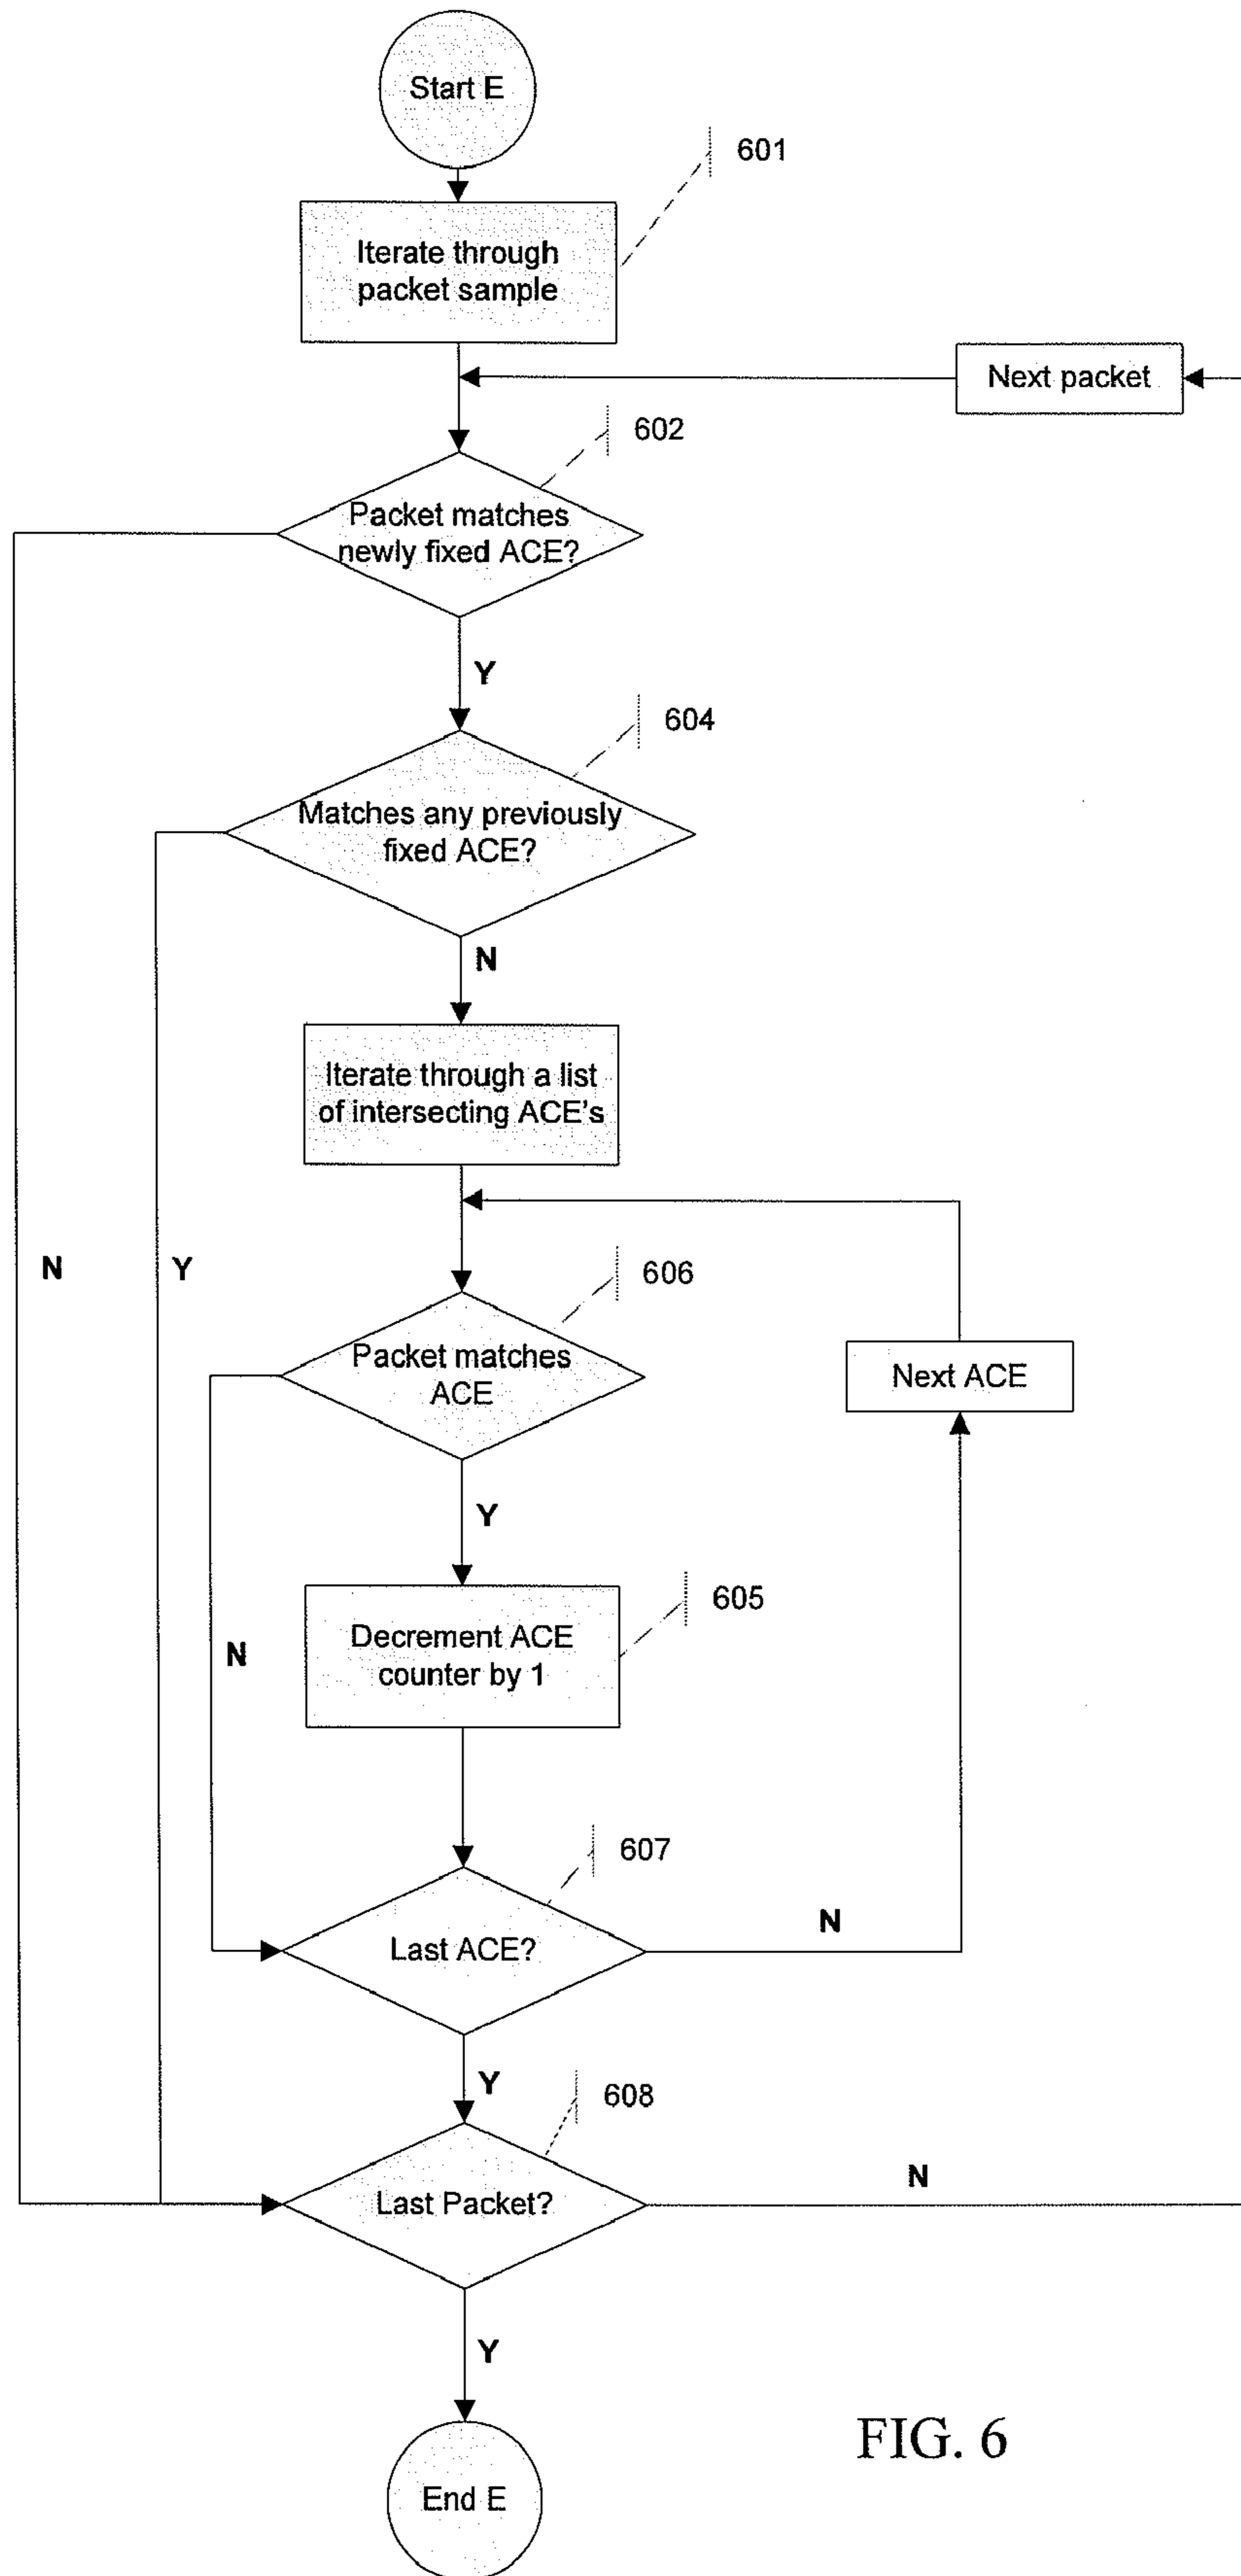 Start E
601
Iterate through
packet sample
Next packet
602
Packet matches
newly fixed ACE?
Y
604
Matches any previously
fixed ACE?
N
Iterate through a list
of intersecting ACE's
N
Y
606
Packet matches
ACE
Next ACE
Y
605
Decrement ACE
counter by 1
N
607
Last ACE?
N
Y
608
Last Packet?
N
Y
FIG. 6
End E